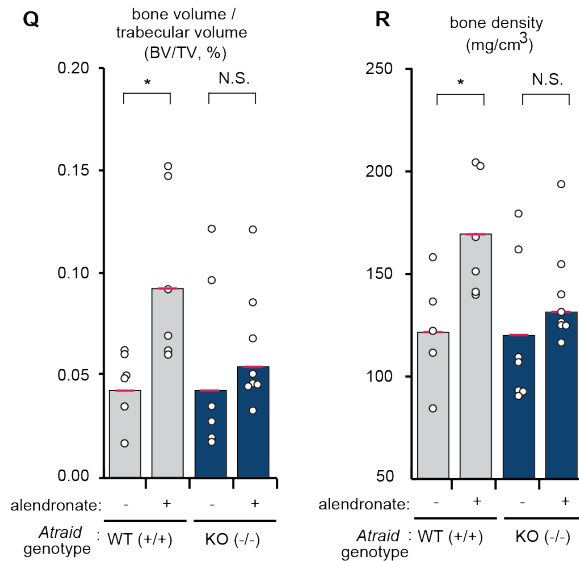 Q
bone volume /
trabecular volume
(BV/TV, %)
0.20
0.15
0.10
0.05
0.00
*
N.S.
alendronate: - + - +
Atraid : WT (+/+) KO (-/-)
genotype
R
bone density
(mg/cm3)
250
200
150
100
50
*
N.S.
alendronate: - + - +
Atraid : WT (+/+) KO (-/-)
genotype